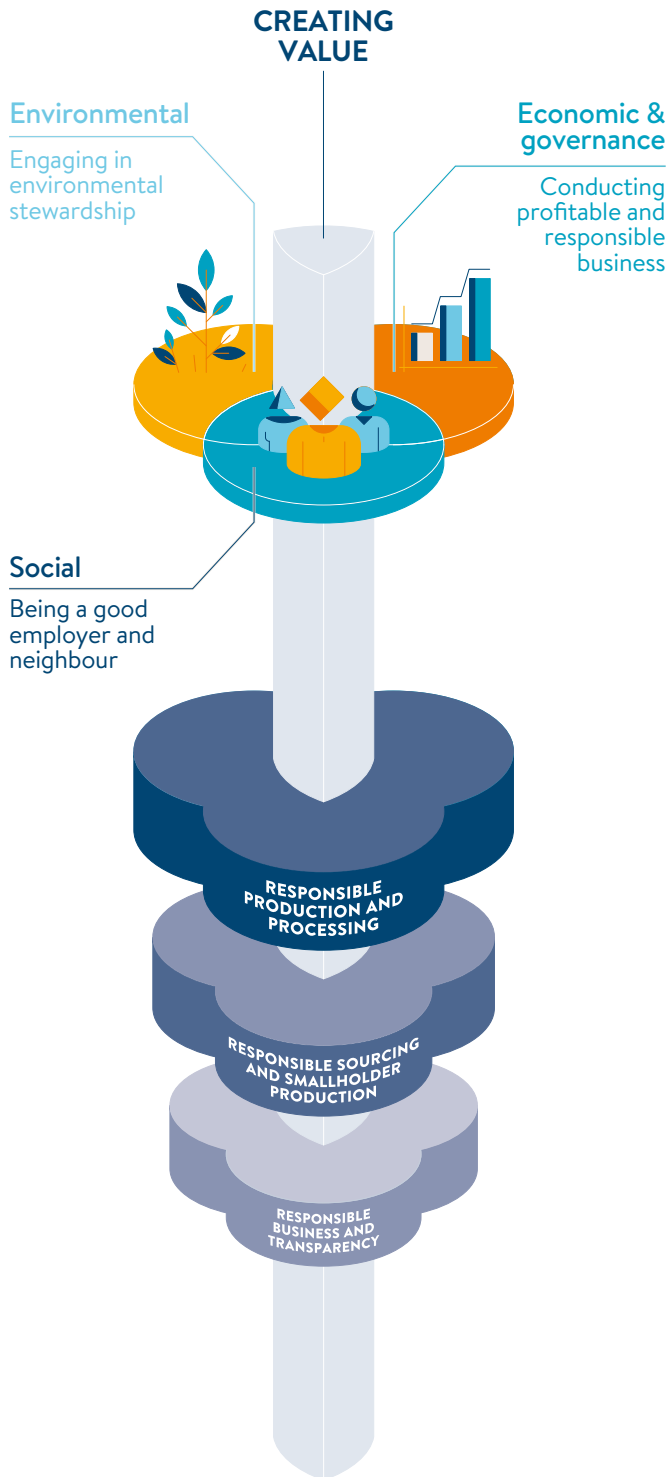 CREATING
VALUE
Environmental
Engaging in
environmental
stewardship
Economic &
governance
Conducting
profitable and
responsible
business
Social
Being a good
employer and
neighbour
RESPONSIBLE
PRODUCTION AND
PROCESSING
RESPONSIBLE SOURCING
AND SMALLHOLDER
PRODUCTION
RESPONSIBLE
BUSINESS AND
TRANSPARENCY